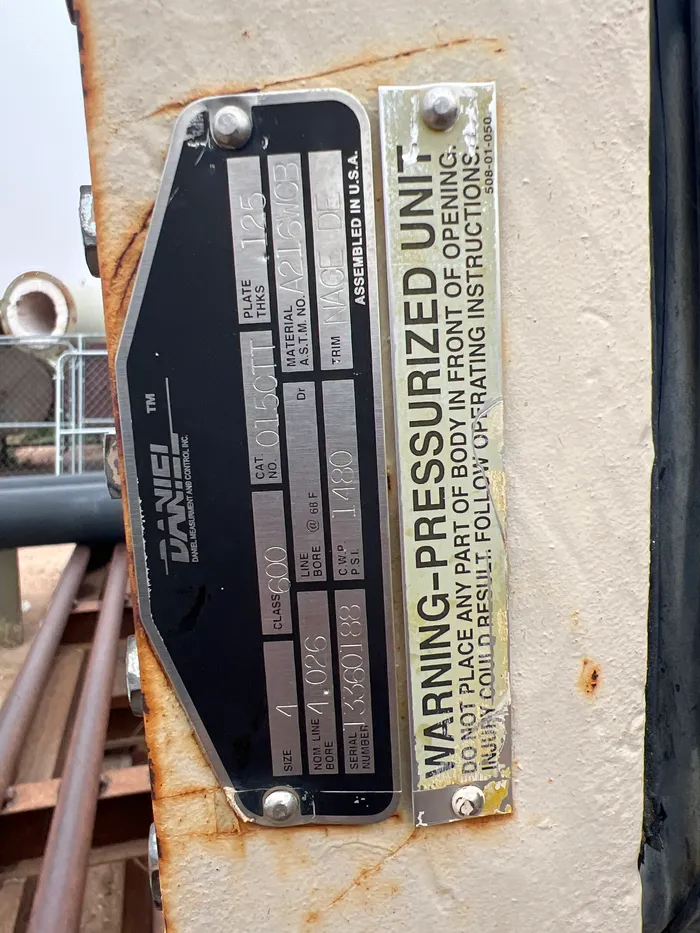 DANIEL ™
DANIEL MEASUREMENT AND CONTROL INC.
SIZE 4 CLASS 600 CAT NO. 015CTT PLATE THKS .125
NOM. LINE BORE 4.026 LINE BORE @ 68 F Dr MATERIAL A.S.T.M. NO. A216WCB
SERIAL NUMBER 13360188 C.W.P. P.S.I. 1480 TRIM NACE DE
ASSEMBLED IN U.S.A.
WARNING-PRESSURIZED UNIT
DO NOT PLACE ANY PART OF BODY IN FRONT OF OPENING.
INJURY COULD RESULT. FOLLOW OPERATING INSTRUCTIONS.
508-01-050